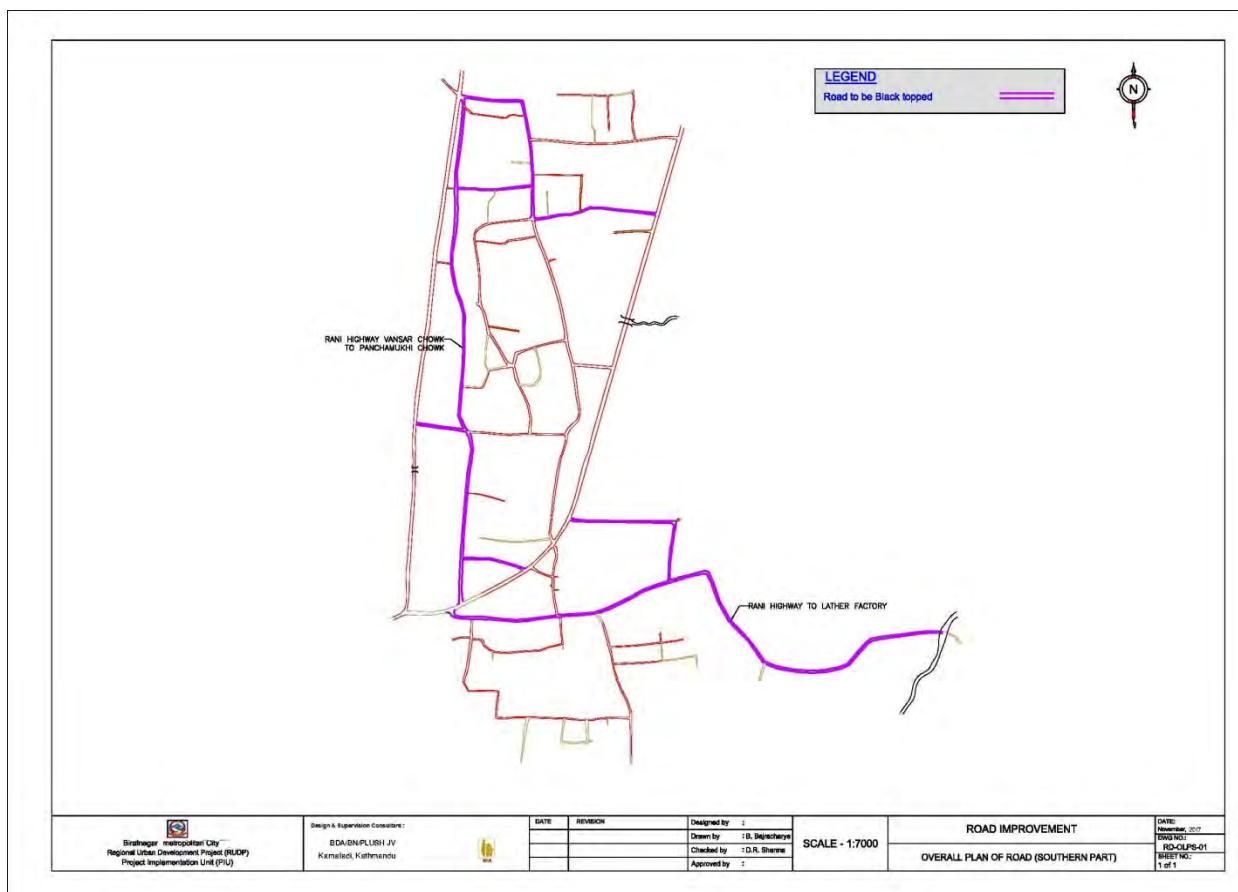 LEGEND
Road to be Black topped
N
RANI HIGHWAY VANSAR CHOWK
TO PANCHAMUKHI CHOWK
RANI HIGHWAY TO LATHER FACTORY
Biratnagar metropolitan City
Regional Urban Development Project (RUDP)
Project Implementation Unit (PIU)
Design & Supervision Consultant :
BDA/BN/PLUSH JV
Kamaladi, Kathmandu
DATE
REVISION
Designed by :
Drawn by : B. Bajracharya
Checked by : D.R. Sharma
Approved by :
SCALE - 1:7000
ROAD IMPROVEMENT
OVERALL PLAN OF ROAD (SOUTHERN PART)
DATE:
November, 2017
DWG NO.:
RD-OLPS-01
SHEET NO.:
1 of 1